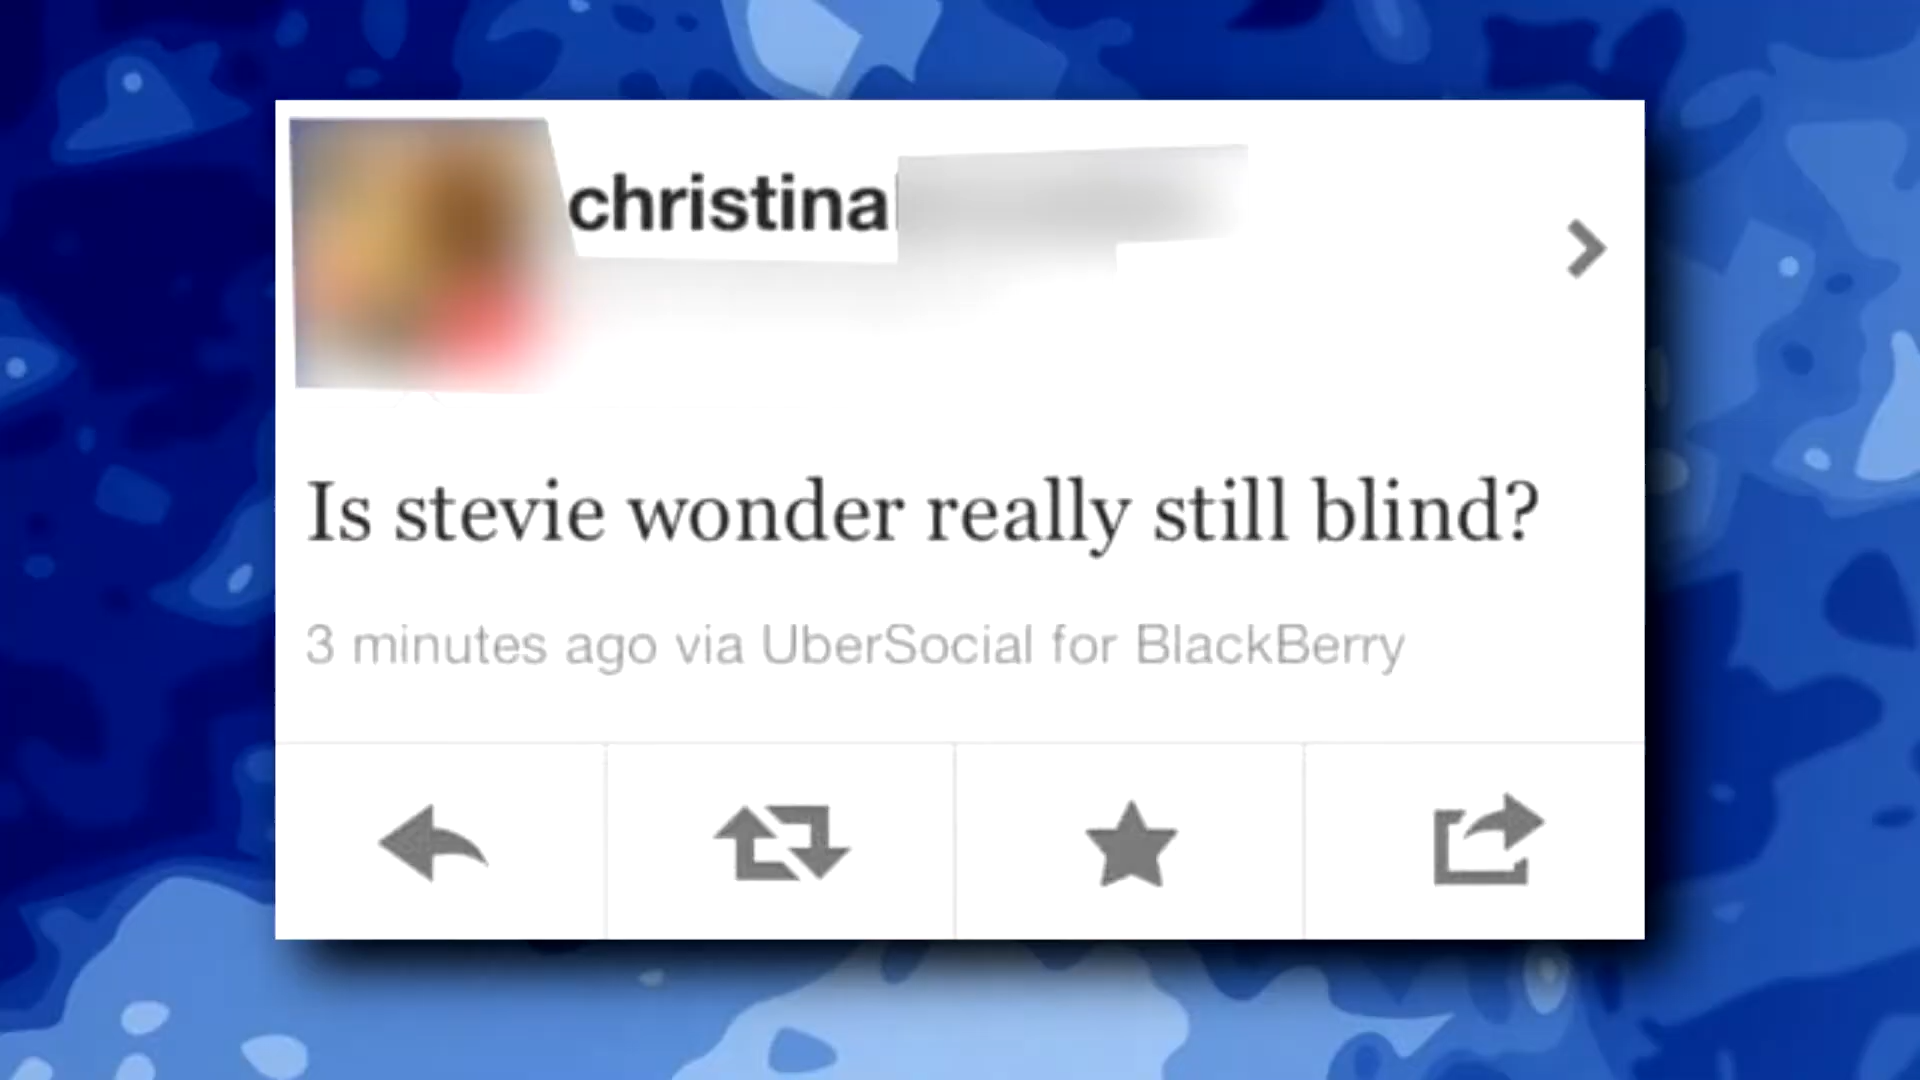 christina
Is stevie wonder really still blind?
3 minutes ago via UberSocial for BlackBerry